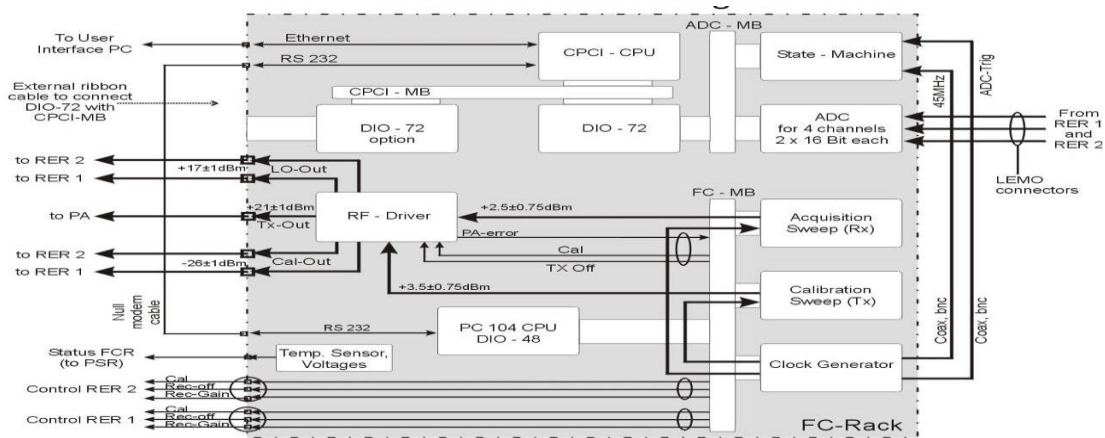 ADC - MB
To User
Interface PC
Ethernet
RS 232
CPCI - CPU
State - Machine
External ribbon
cable to connect
DIO-72 with
CPCI-MB
CPCI - MB
DIO - 72
option
DIO - 72
ADC
for 4 channels
2 x 16 Bit each
45MHz
ADC-Trig
From
RER 1
and
RER 2
LEMO
connectors
to RER 2
to RER 1
+17±1dBm
LO-Out
to PA
+21±1dBm
Tx-Out
RF - Driver
to RER 2
to RER 1
-26±1dBm
Cal-Out
FC - MB
+2.5±0.75dBm
PA-error
Cal
TX Off
+3.5±0.75dBm
Acquisition
Sweep (Rx)
Calibration
Sweep (Tx)
Null
modem
cable
RS 232
PC 104 CPU
DIO - 48
Coax, bnc
Coax, bnc
Status FCR
(to PSR)
Temp. Sensor,
Voltages
Clock Generator
Control RER 2
Cal
Rec-off
Rec-Gain
Control RER 1
Cal
Rec-off
Rec-Gain
FC-Rack